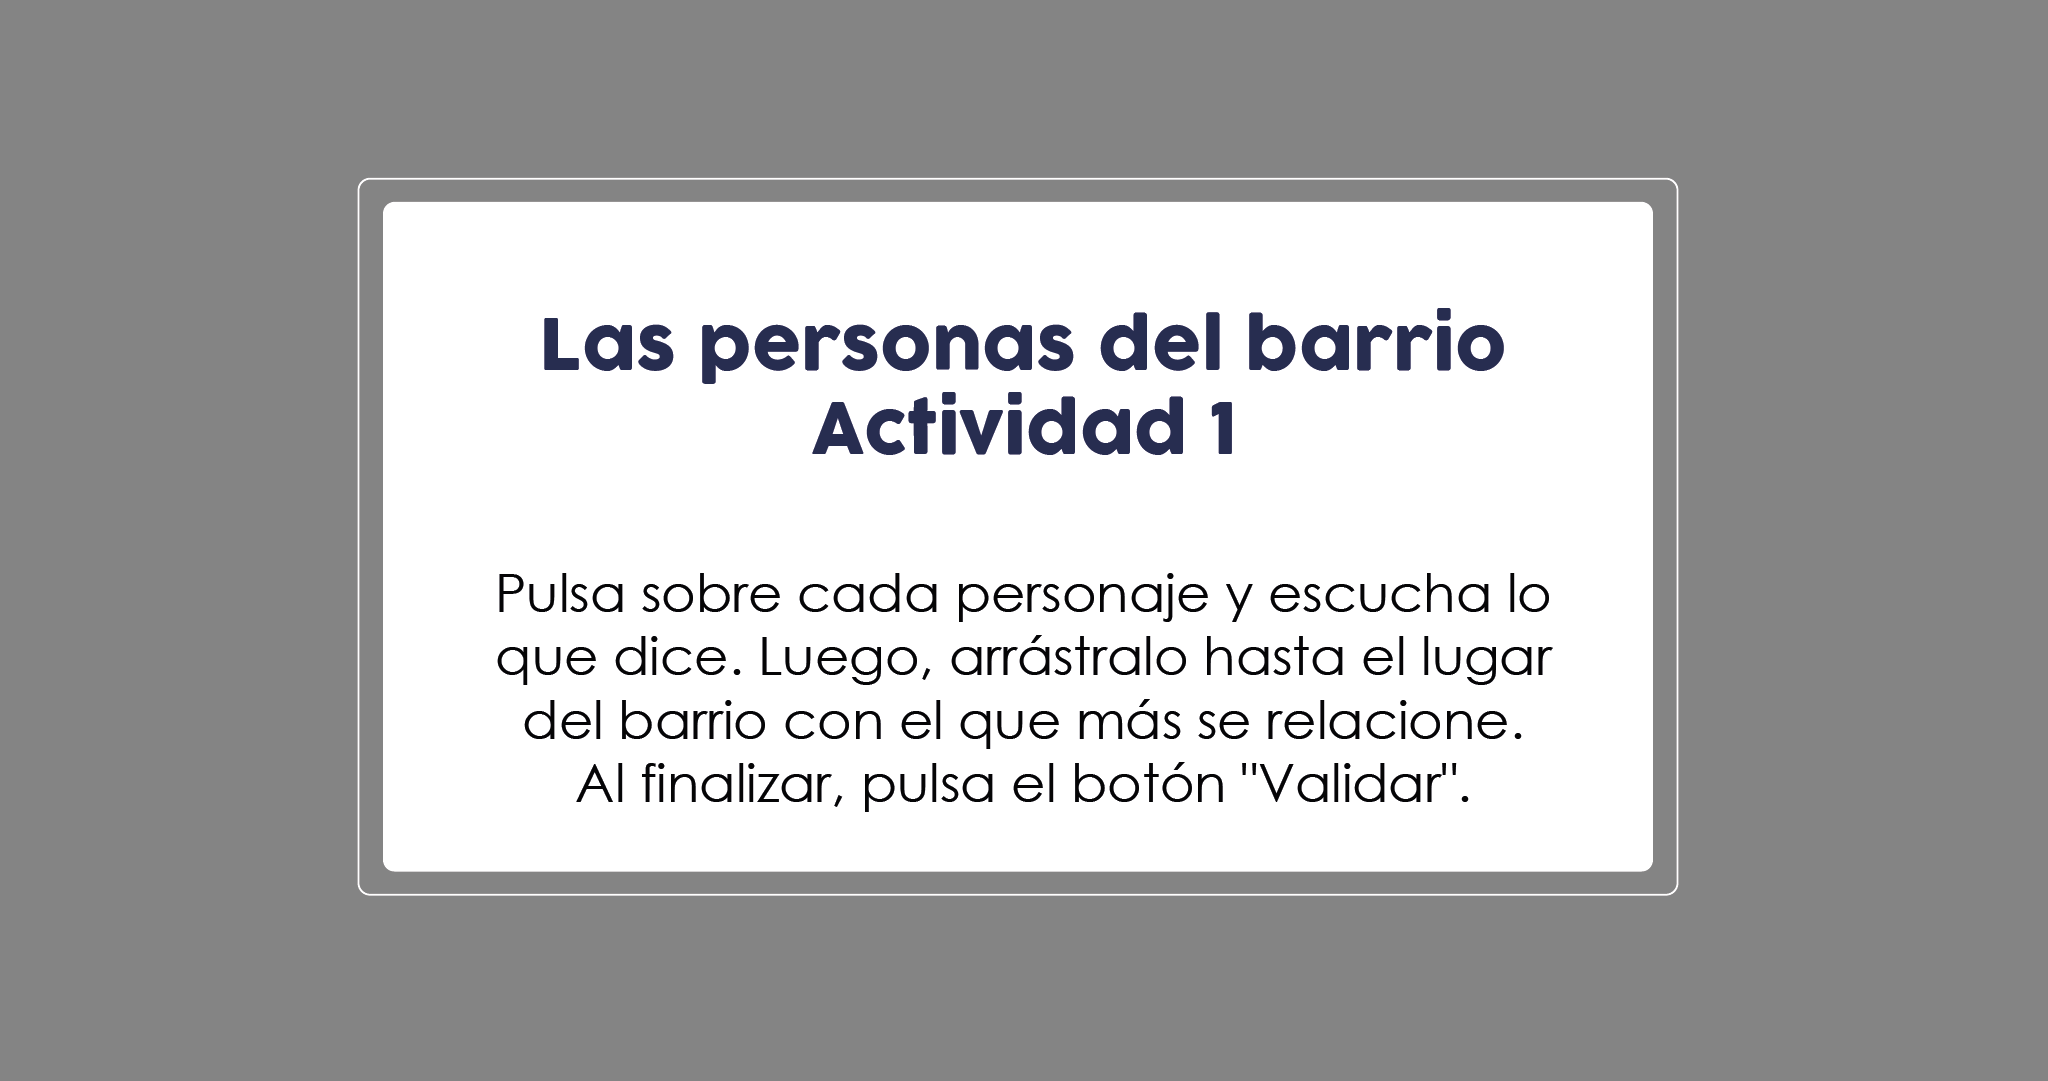 Las personas del barrio
Actividad 1
Pulsa sobre cada personaje y escucha lo
que dice. Luego, arrástralo hasta el lugar
del barrio con el que más se relacione.
Al finalizar, pulsa el botón "Validar".